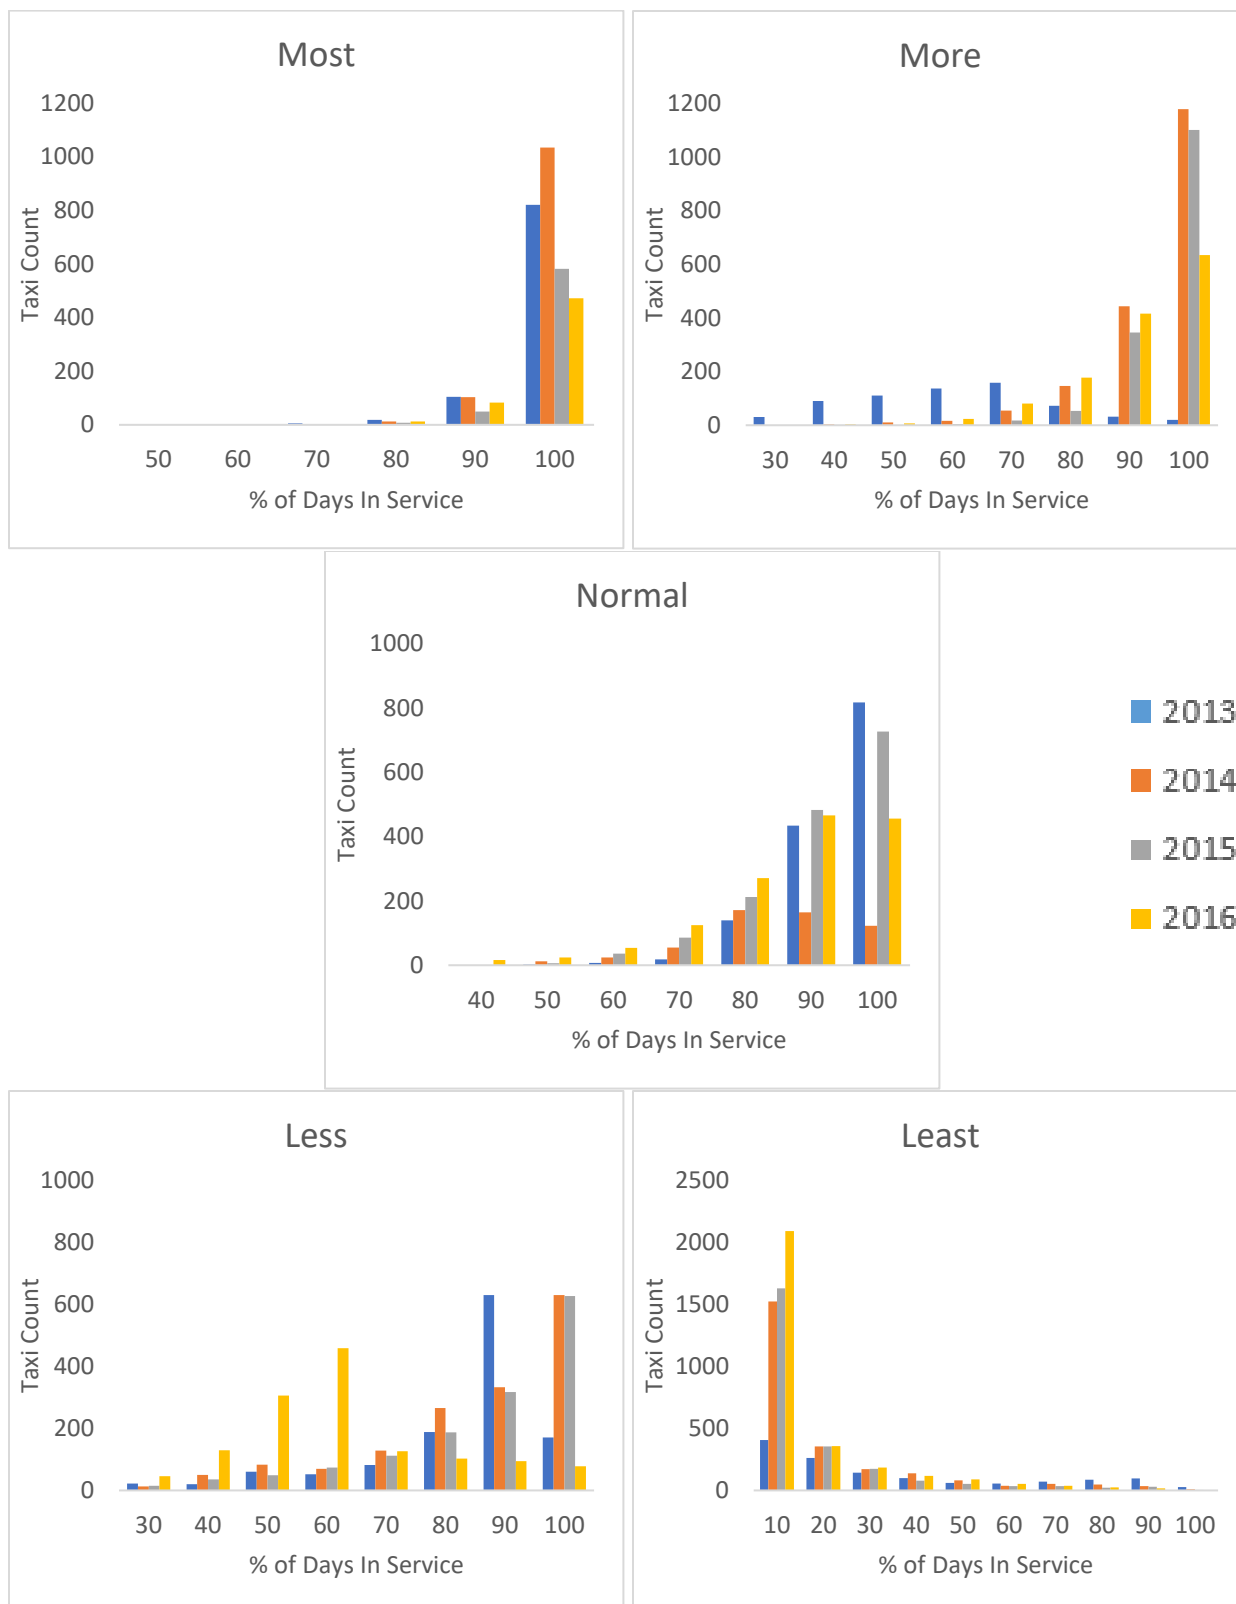 Most
1200
1000
800
600
400
200
0
Taxi Count
50 60 70 80 90 100
% of Days In Service
More
1200
1000
800
600
400
200
0
Taxi Count
30 40 50 60 70 80 90 100
% of Days In Service
Normal
1000
800
600
400
200
0
Taxi Count
40 50 60 70 80 90 100
% of Days In Service
2013
2014
2015
2016
Less
1000
800
600
400
200
0
Taxi Count
30 40 50 60 70 80 90 100
% of Days In Service
Least
2500
2000
1500
1000
500
0
Taxi Count
10 20 30 40 50 60 70 80 90 100
% of Days In Service